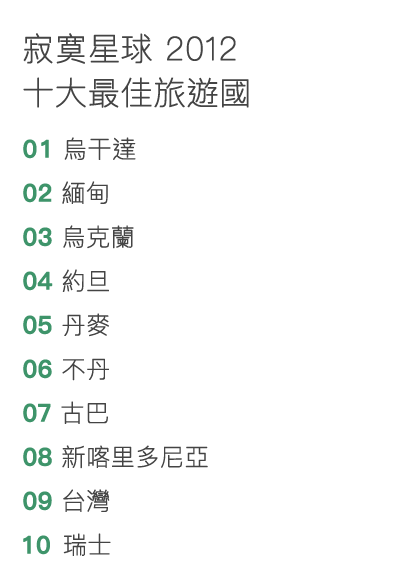 寂寞星球 2012
十大最佳旅遊國
01 烏干達
02 緬甸
03 烏克蘭
04 約旦
05 丹麥
06 不丹
07 古巴
08 新喀里多尼亞
09 台灣
10 瑞士